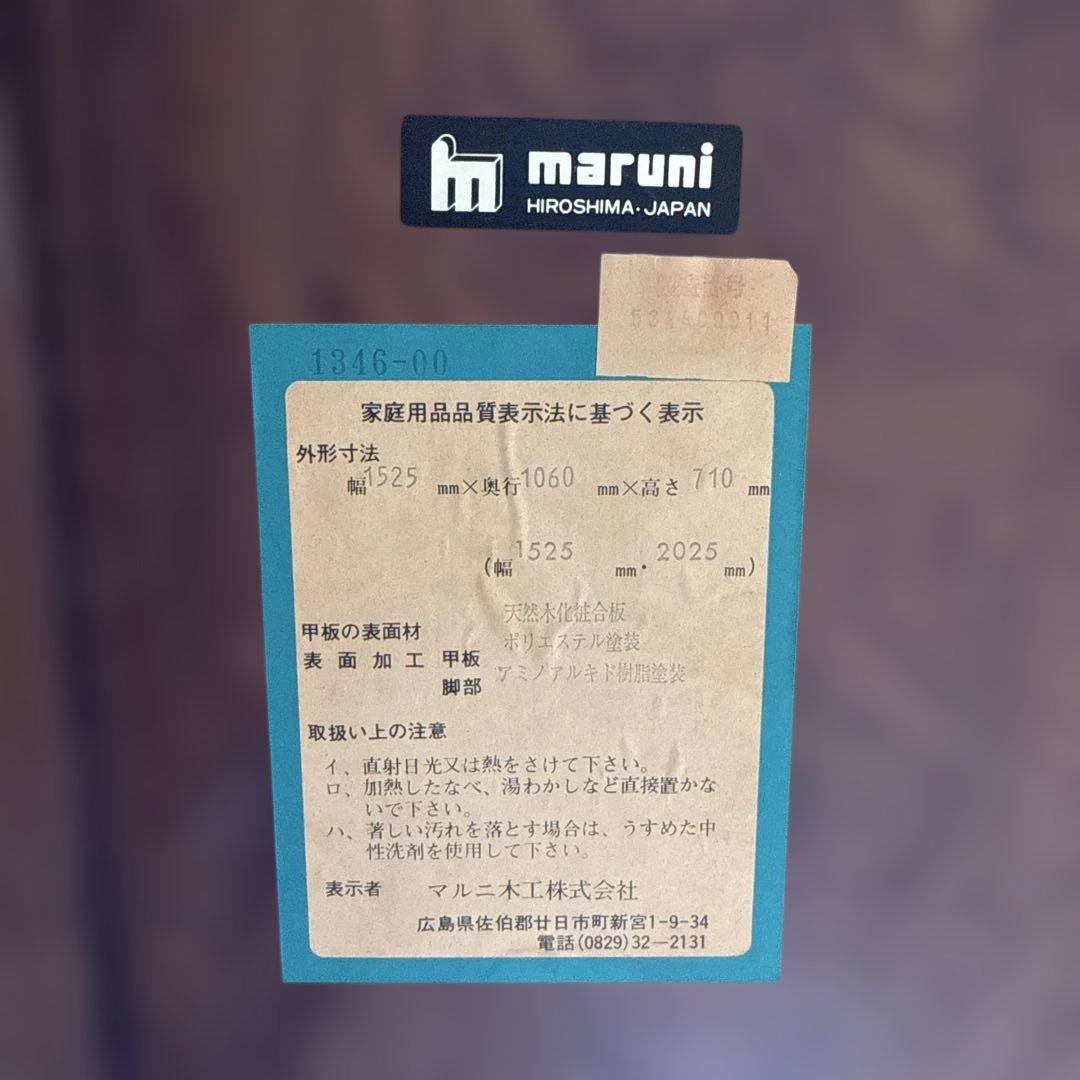 maruni
HIROSHIMA・JAPAN
1346-00
家庭用品品質表示法に基づく表示
外形寸法
幅1525 mm×奥行1060 mm×高さ710 mm
(幅1525 mm・2025 mm)
天然木化粧合板
甲板の表面材
ポリエステル塗装
表面加工 甲板
アミノアルキド樹脂塗装
脚部
取扱い上の注意
イ、直射日光又は熱をさけて下さい。
ロ、加熱したなべ、湯わかしなど直接置かな
いで下さい。
ハ、著しい汚れを落とす場合は、うすめた中
性洗剤を使用して下さい。
表示者 マルニ木工株式会社
広島県佐伯郡廿日市町新宮1-9-34
電話(0829)32-2131